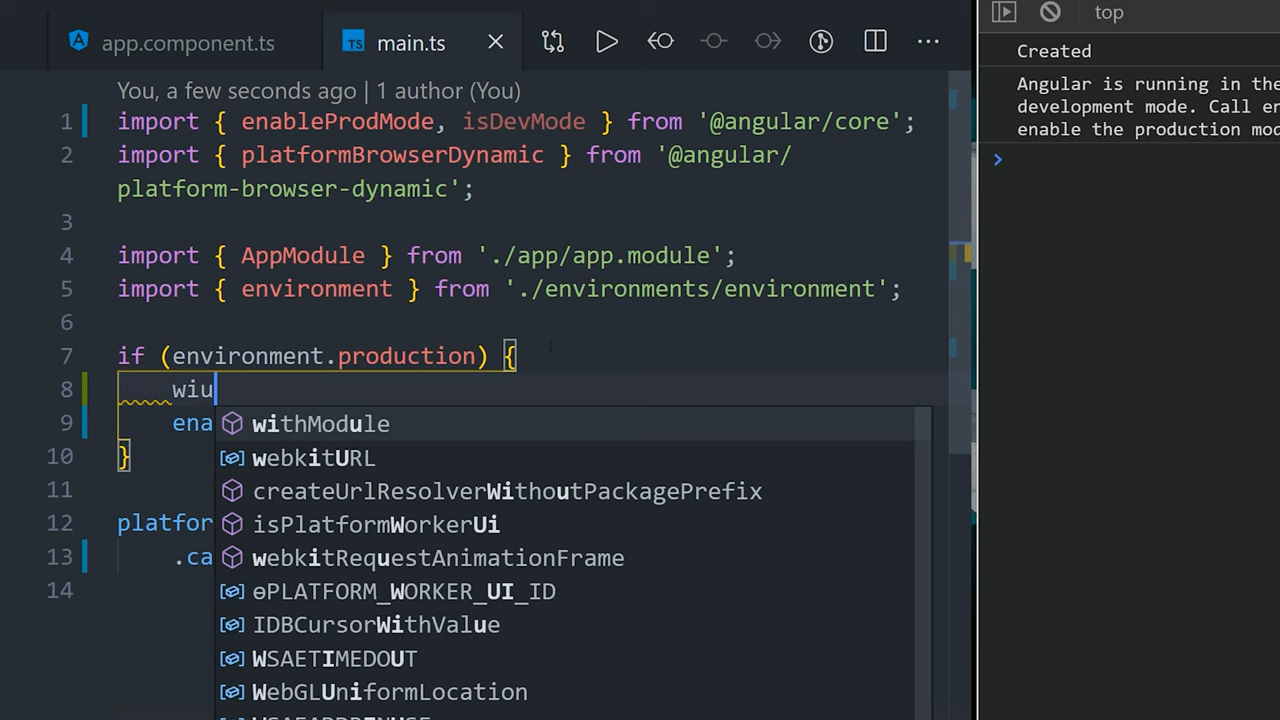 app.component.ts
TS main.ts
You, a few seconds ago | 1 author (You)
1 import { enableProdMode, isDevMode } from '@angular/core';
2 import { platformBrowserDynamic } from '@angular/
platform-browser-dynamic';
3
4 import { AppModule } from './app/app.module';
5 import { environment } from './environments/environment';
6
7 if (environment.production) {
8 wiu
9 ena
10 }
11
12 platfor
13 .ca
14
withModule
webkitURL
createUrlResolverWithoutPackagePrefix
isPlatformWorkerUi
webkitRequestAnimationFrame
ɵPLATFORM_WORKER_UI_ID
IDBCursorWithValue
WSAETIMEDOUT
WebGLUniformLocation
top
Created
Angular is running in the
development mode. Call en
enable the production mod